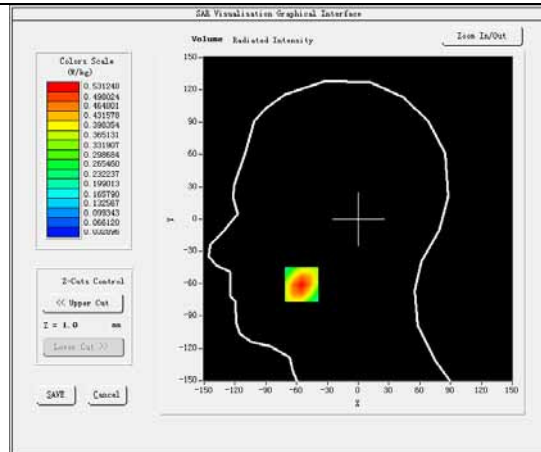 SAR Visualisation Graphical Interface
Volume Radiated Intensity
Zoom In/Out
Colors Scale
(W/kg)
0.531248
0.498024
0.464801
0.431578
0.398354
0.365131
0.331907
0.298684
0.265460
0.232237
0.199013
0.165790
0.132567
0.099343
0.066120
0.032896
Z-Cuts Control
<< Upper Cut
Z = 1.0 mm
Lower Cut >>
SAVE
Cancel
150
120
90
60
30
0
-30
-60
-90
-120
-150
Y
-150 -120 -90 -60 -30 0 30 60 90 120 150
X